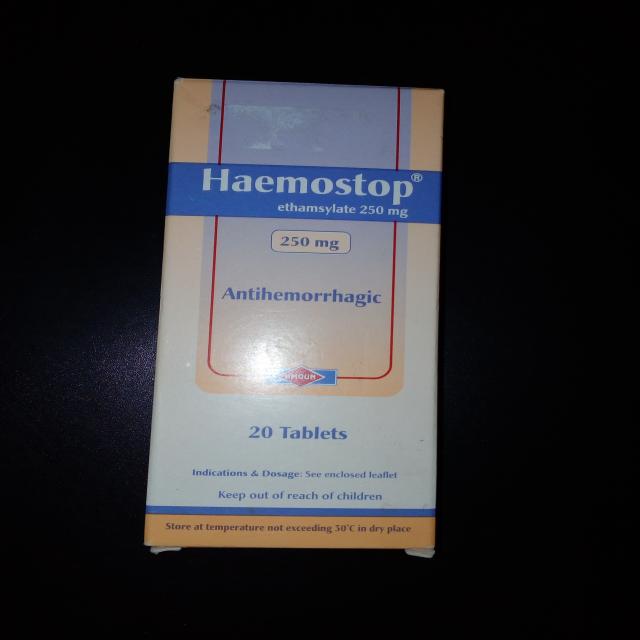 Haemostop®
ethamsylate 250 mg
250 mg
Antihemorrhagic
AMOUN
20 Tablets
Indications & Dosage: See enclosed leaflet
Keep out of reach of children
Store at temperature not exceeding 30°C in dry place